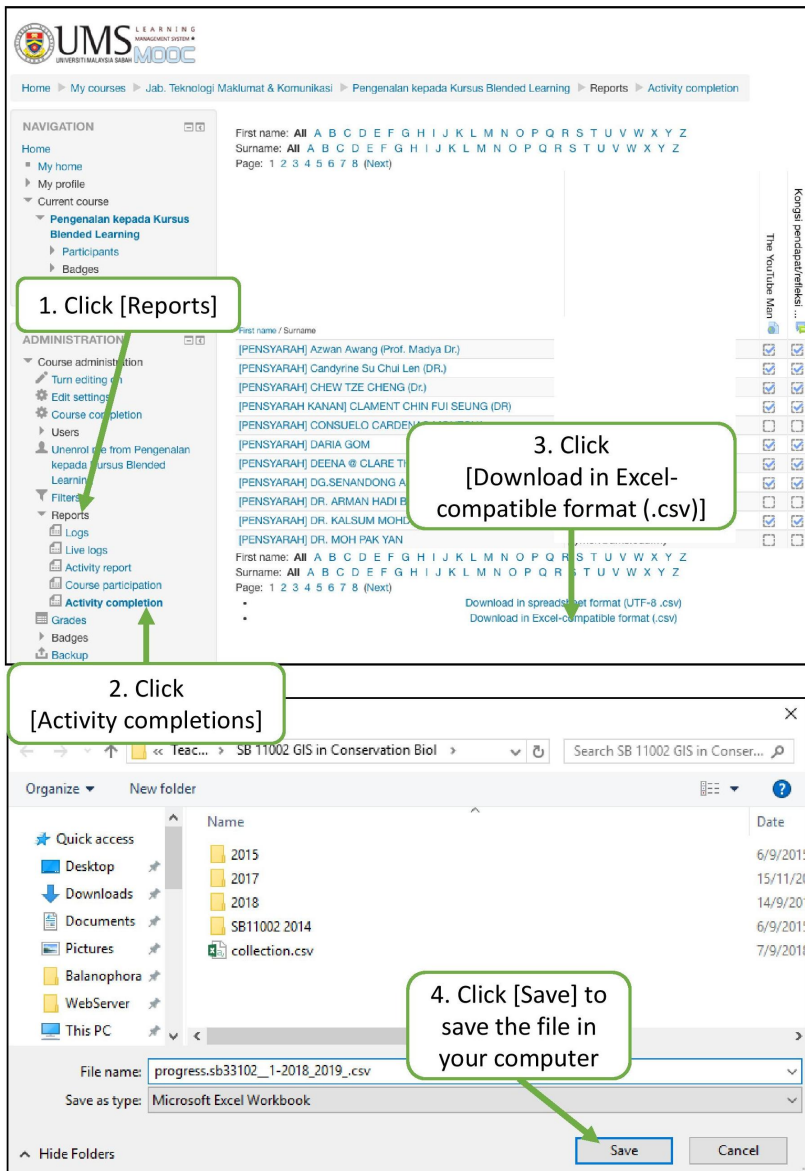 UMS LEARNING
MANAGEMENT SYSTEM
UNIVERSITI MALAYSIA SABAH MOOC
Home My courses Jab. Teknologi Maklumat & Komunikasi Pengenalan kepada Kursus Blended Learning Reports Activity completion
NAVIGATION
Home
My home
My profile
Current course
Pengenalan kepada Kursus
Blended Learning
Participants
Badges
1. Click [Reports]
ADMINISTRATION
Course administration
Turn editing on
Edit settings
Course completion
Users
Unenrol me from Pengenalan
kepada Kursus Blended
Learning
Filters
Reports
Logs
Live logs
Activity report
Course participation
Activity completion
Grades
Badges
Backup
2. Click
[Activity completions]
First name: All A B C D E F G H I J K L M N O P Q R S T U V W X Y Z
Surname: All A B C D E F G H I J K L M N O P Q R S T U V W X Y Z
Page: 1 2 3 4 5 6 7 8 (Next)
The YouTube Man
Kongsi pendapat/refleksi ...
First name / Surname
[PENSYARAH] Azwan Awang (Prof. Madya Dr.)
[PENSYARAH] Candyrine Su Chui Len (DR.)
[PENSYARAH] CHEW TZE CHENG (Dr.)
[PENSYARAH KANAN] CLAMENT CHIN FUI SEUNG (DR)
[PENSYARAH] CONSUELO
[PENSYARAH] DARIA GOM
[PENSYARAH] DEENA @ CLARE
[PENSYARAH] DG.SENANDONG
[PENSYARAH] DR. ARMAN HADI
[PENSYARAH] DR. KALSUM
[PENSYARAH] DR. MOH PAK YAN
3. Click
[Download in Excel-
compatible format (.csv)]
First name: All A B C D E F G H I J K L M N O P Q R S T U V W X Y Z
Surname: All A B C D E F G H I J K L M N O P Q R S T U V W X Y Z
Page: 1 2 3 4 5 6 7 8 (Next)
Download in spreadsheet format (UTF-8 .csv)
Download in Excel-compatible format (.csv)
« Teac... SB 11002 GIS in Conservation Biol Search SB 11002 GIS in Conser...
Organize New folder
Name Date
Quick access
Desktop
Downloads
Documents
Pictures
Balanophora
WebServer
This PC
2015 6/9/2015
2017 15/11/20
2018 14/9/201
SB11002 2014 6/9/2015
collection.csv 7/9/2018
4. Click [Save] to
save the file in
your computer
File name: progress.sb33102__1-2018_2019_.csv
Save as type: Microsoft Excel Workbook
Hide Folders Save Cancel